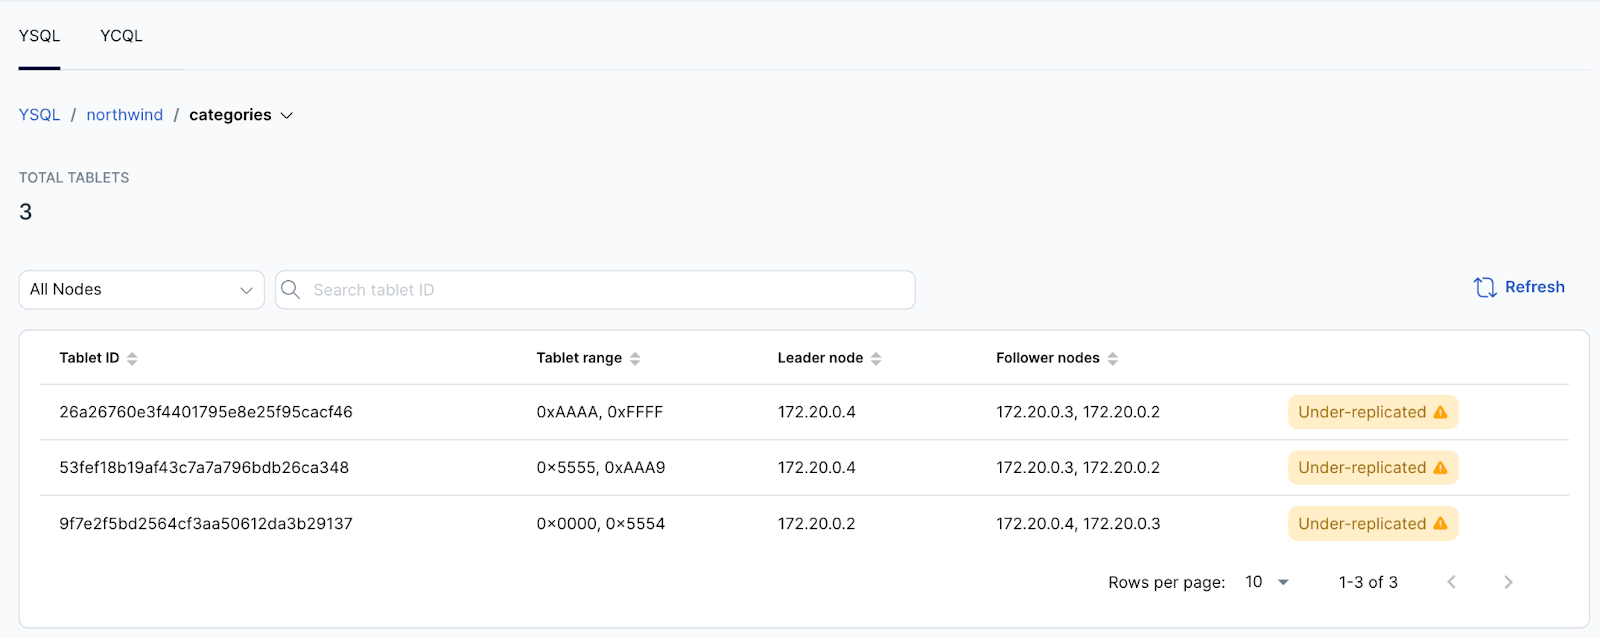 YSQL YCQL
YSQL / northwind / categories
TOTAL TABLETS
3
All Nodes Search tablet ID Refresh
Tablet ID Tablet range Leader node Follower nodes
26a26760e3f4401795e8e25f95cacf46 0xAAAA, 0xFFFF 172.20.0.4 172.20.0.3, 172.20.0.2 Under-replicated
53fef18b19af43c7a7a796bdb26ca348 0×5555, 0xAAA9 172.20.0.4 172.20.0.3, 172.20.0.2 Under-replicated
9f7e2f5bd2564cf3aa50612da3b29137 0×0000, 0×5554 172.20.0.2 172.20.0.4, 172.20.0.3 Under-replicated
Rows per page: 10 1-3 of 3